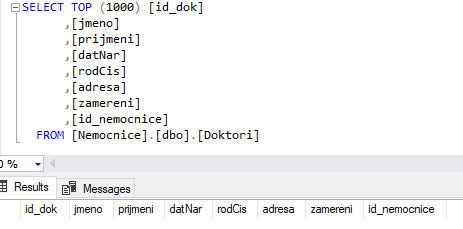 SELECT TOP (1000) [id_dok]
,[jmeno]
,[prijmeni]
,[datNar]
,[rodCis]
,[adresa]
,[zamereni]
,[id_nemocnice]
FROM [Nemocnice].[dbo].[Doktori]
0 %
Results Messages
id_dok jmeno prijmeni datNar rodCis adresa zamereni id_nemocnice